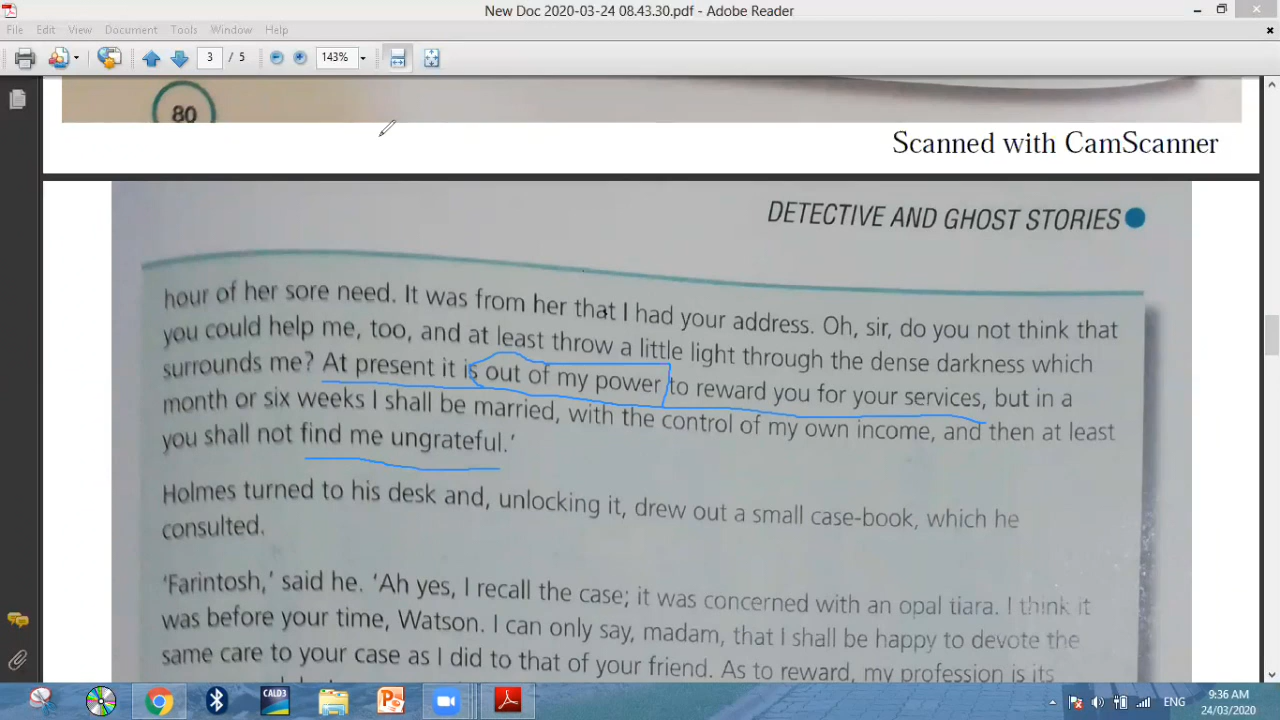 New Doc 2020-03-24 08.43.30.pdf - Adobe Reader
File Edit View Document Tools Window Help
3 / 5 143%
80
Scanned with CamScanner
DETECTIVE AND GHOST STORIES
hour of her sore need. It was from her that I had your address. Oh, sir, do you not think that
you could help me, too, and at least throw a little light through the dense darkness which
surrounds me? At present it is out of my power to reward you for your services, but in a
month or six weeks I shall be married, with the control of my own income, and then at least
you shall not find me ungrateful.’
Holmes turned to his desk and, unlocking it, drew out a small case-book, which he
consulted.
‘Farintosh,’ said he. ‘Ah yes, I recall the case; it was concerned with an opal tiara. I think it
was before your time, Watson. I can only say, madam, that I shall be happy to devote the
same care to your case as I did to that of your friend. As to reward, my profession is its
CALD3
ENG
9:36 AM
24/03/2020